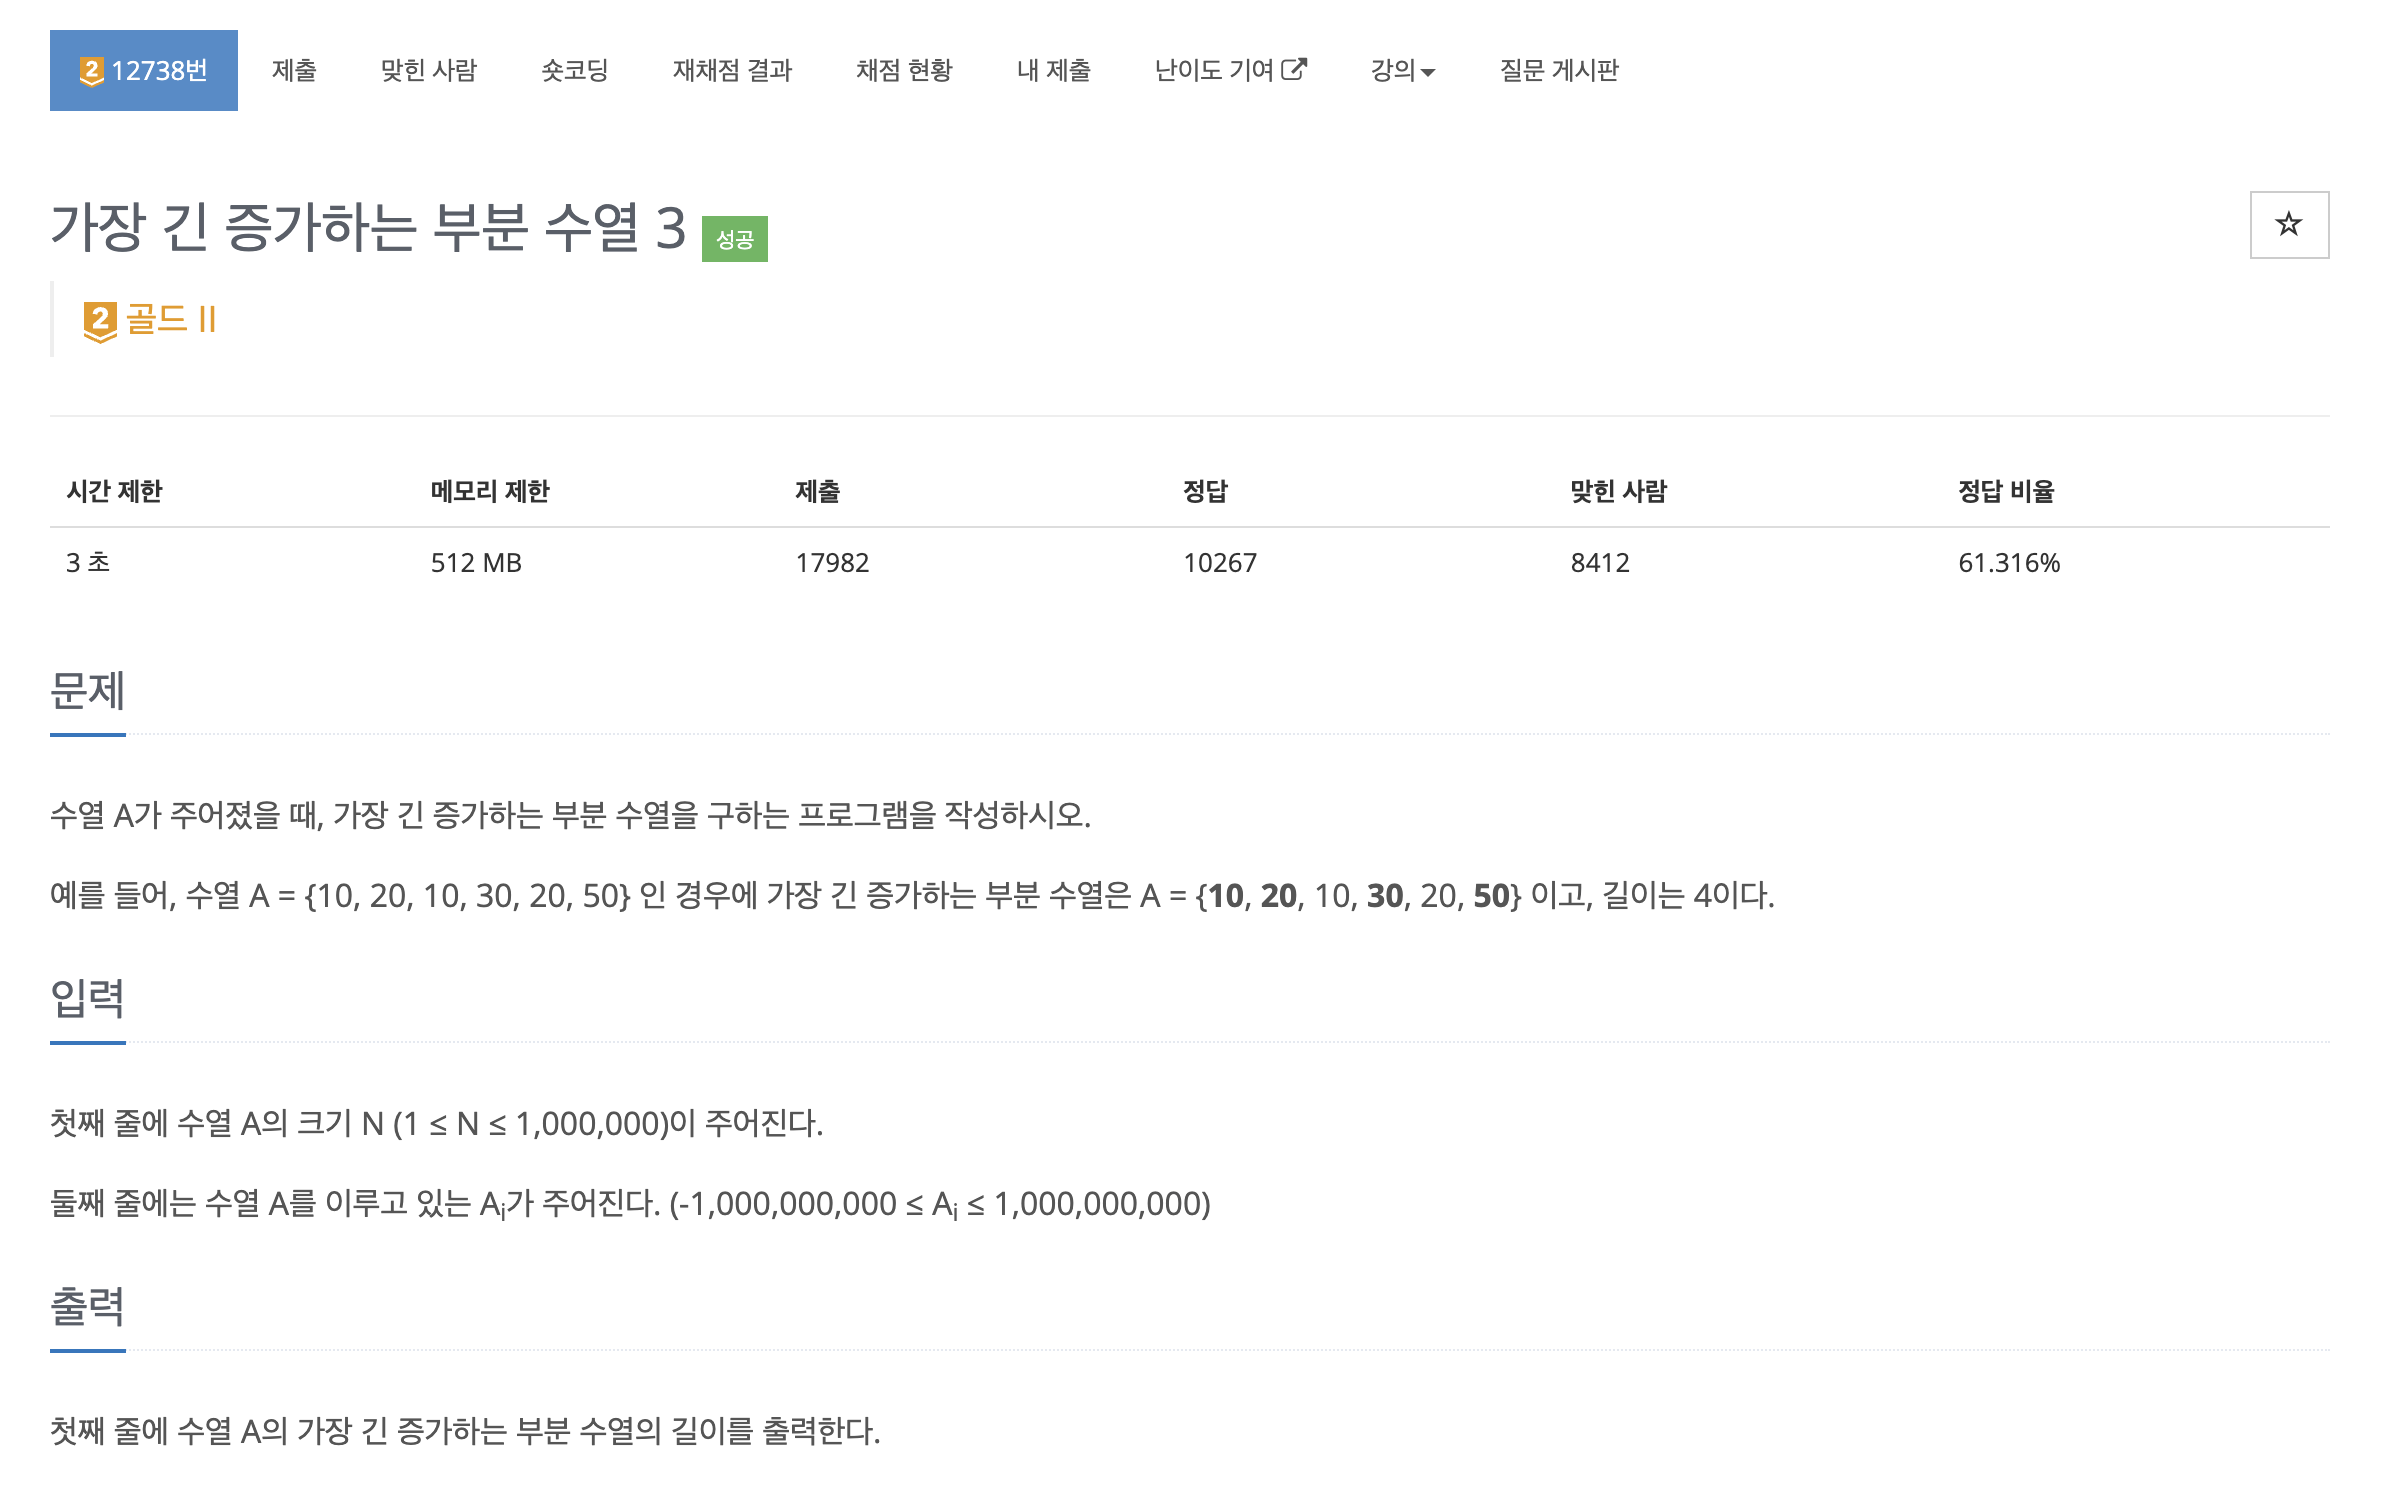 2 12738번 제출 맞힌 사람 숏코딩 재채점 결과 채점 현황 내 제출 난이도 기여 강의 질문 게시판
가장 긴 증가하는 부분 수열 3 성공
2 골드 II
시간 제한 메모리 제한 제출 정답 맞힌 사람 정답 비율
3 초 512 MB 17982 10267 8412 61.316%
문제
수열 A가 주어졌을 때, 가장 긴 증가하는 부분 수열을 구하는 프로그램을 작성하시오.
예를 들어, 수열 A = {10, 20, 10, 30, 20, 50} 인 경우에 가장 긴 증가하는 부분 수열은 A = {10, 20, 10, 30, 20, 50} 이고, 길이는 4이다.
입력
첫째 줄에 수열 A의 크기 N (1 ≤ N ≤ 1,000,000)이 주어진다.
둘째 줄에는 수열 A를 이루고 있는 Aᵢ가 주어진다. (-1,000,000,000 ≤ Aᵢ ≤ 1,000,000,000)
출력
첫째 줄에 수열 A의 가장 긴 증가하는 부분 수열의 길이를 출력한다.